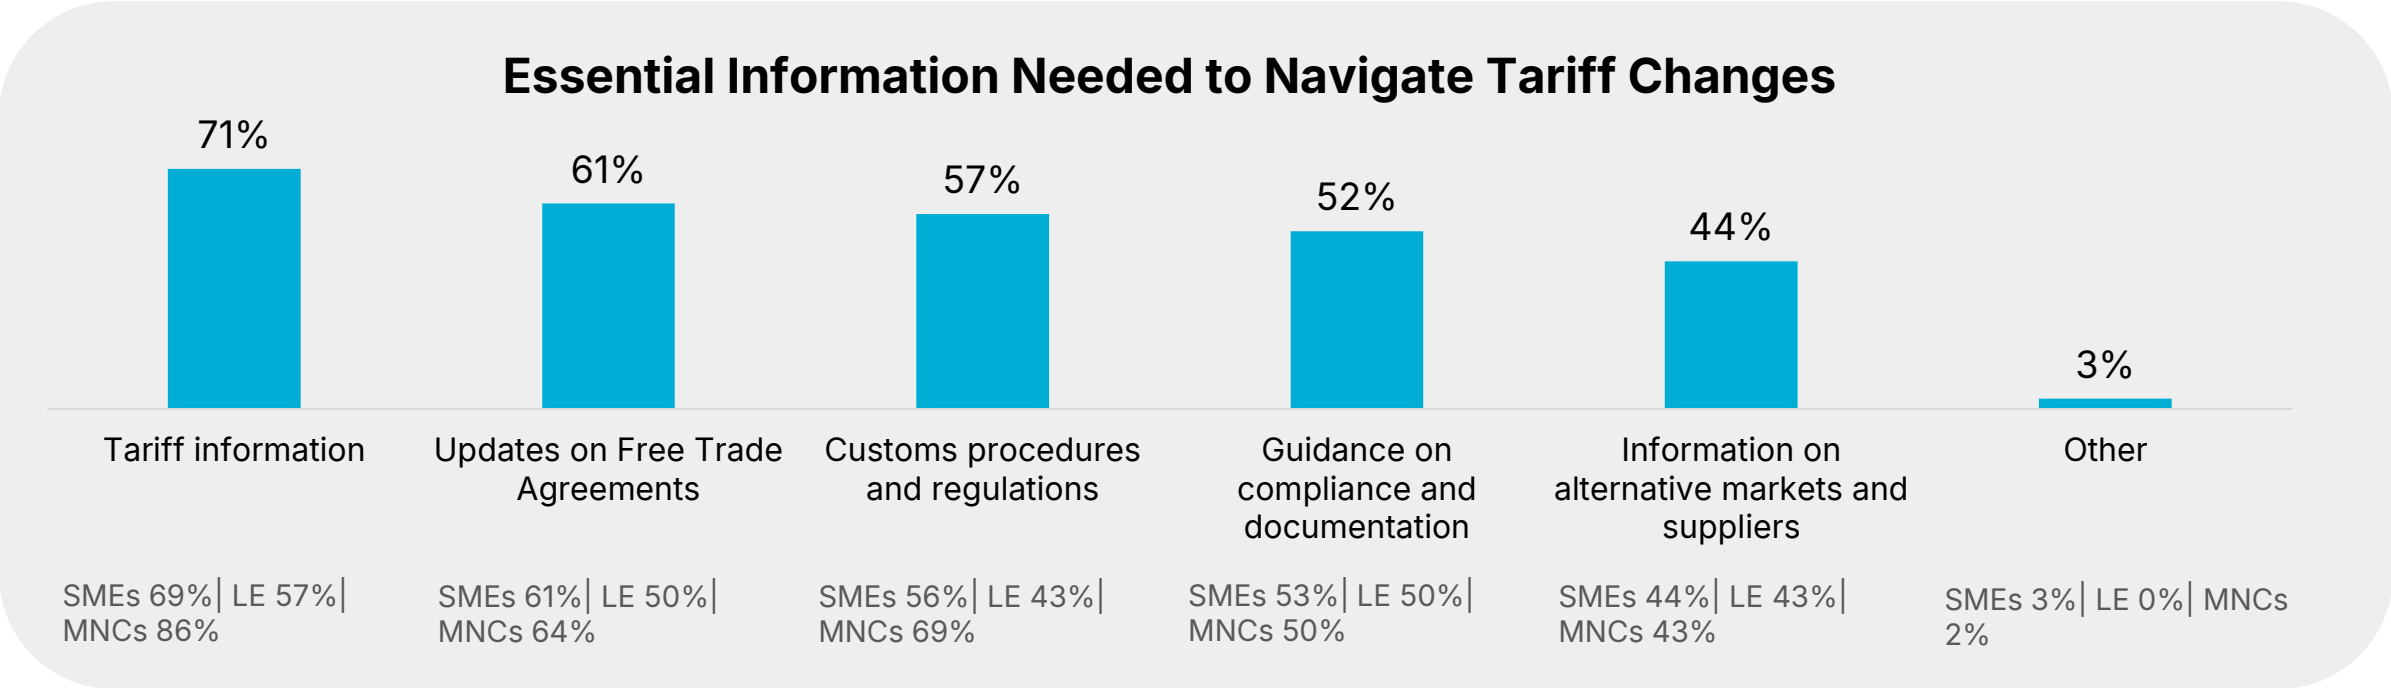 Essential Information Needed to Navigate Tariff Changes
71%
61%
57%
52%
44%
3%
Tariff information
Updates on Free Trade
Agreements
Customs procedures
and regulations
Guidance on
compliance and
documentation
Information on
alternative markets and
suppliers
Other
SMEs 69%| LE 57%|
MNCs 86%
SMEs 61%| LE 50%|
MNCs 64%
SMEs 56%| LE 43%|
MNCs 69%
SMEs 53%| LE 50%|
MNCs 50%
SMEs 44%| LE 43%|
MNCs 43%
SMEs 3%| LE 0%| MNCs
2%